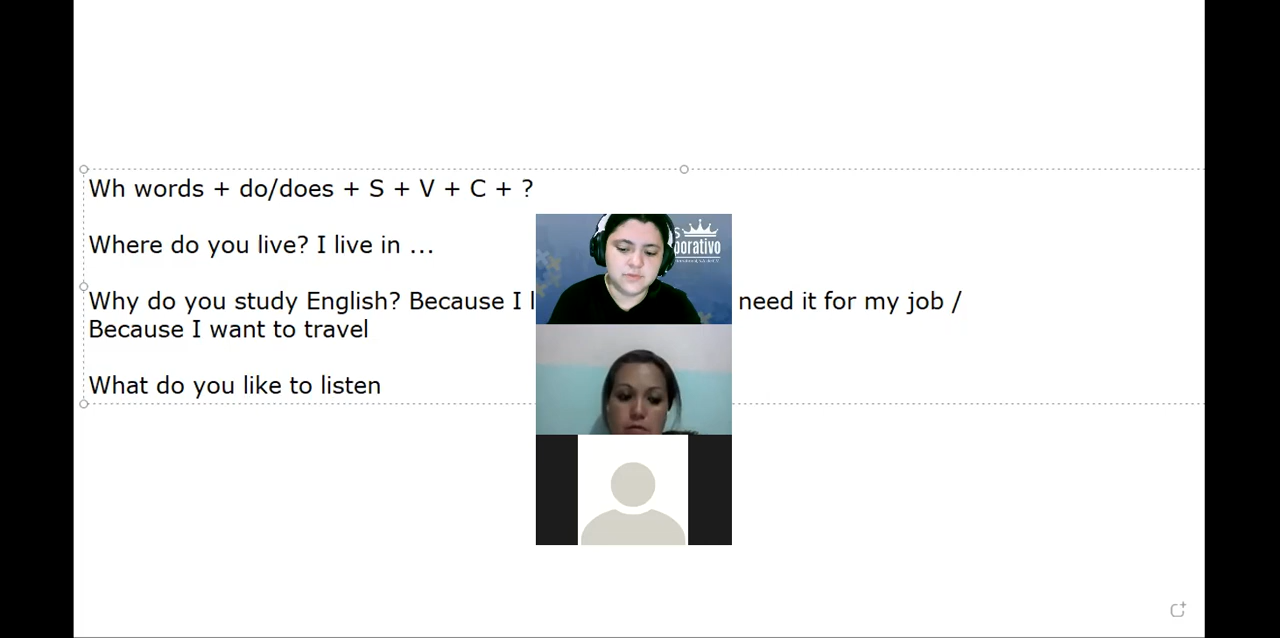 Wh words + do/does + S + V + C + ?
Where do you live? I live in ...
Why do you study English? Because I l need it for my job /
Because I want to travel
What do you like to listen
S
porativo